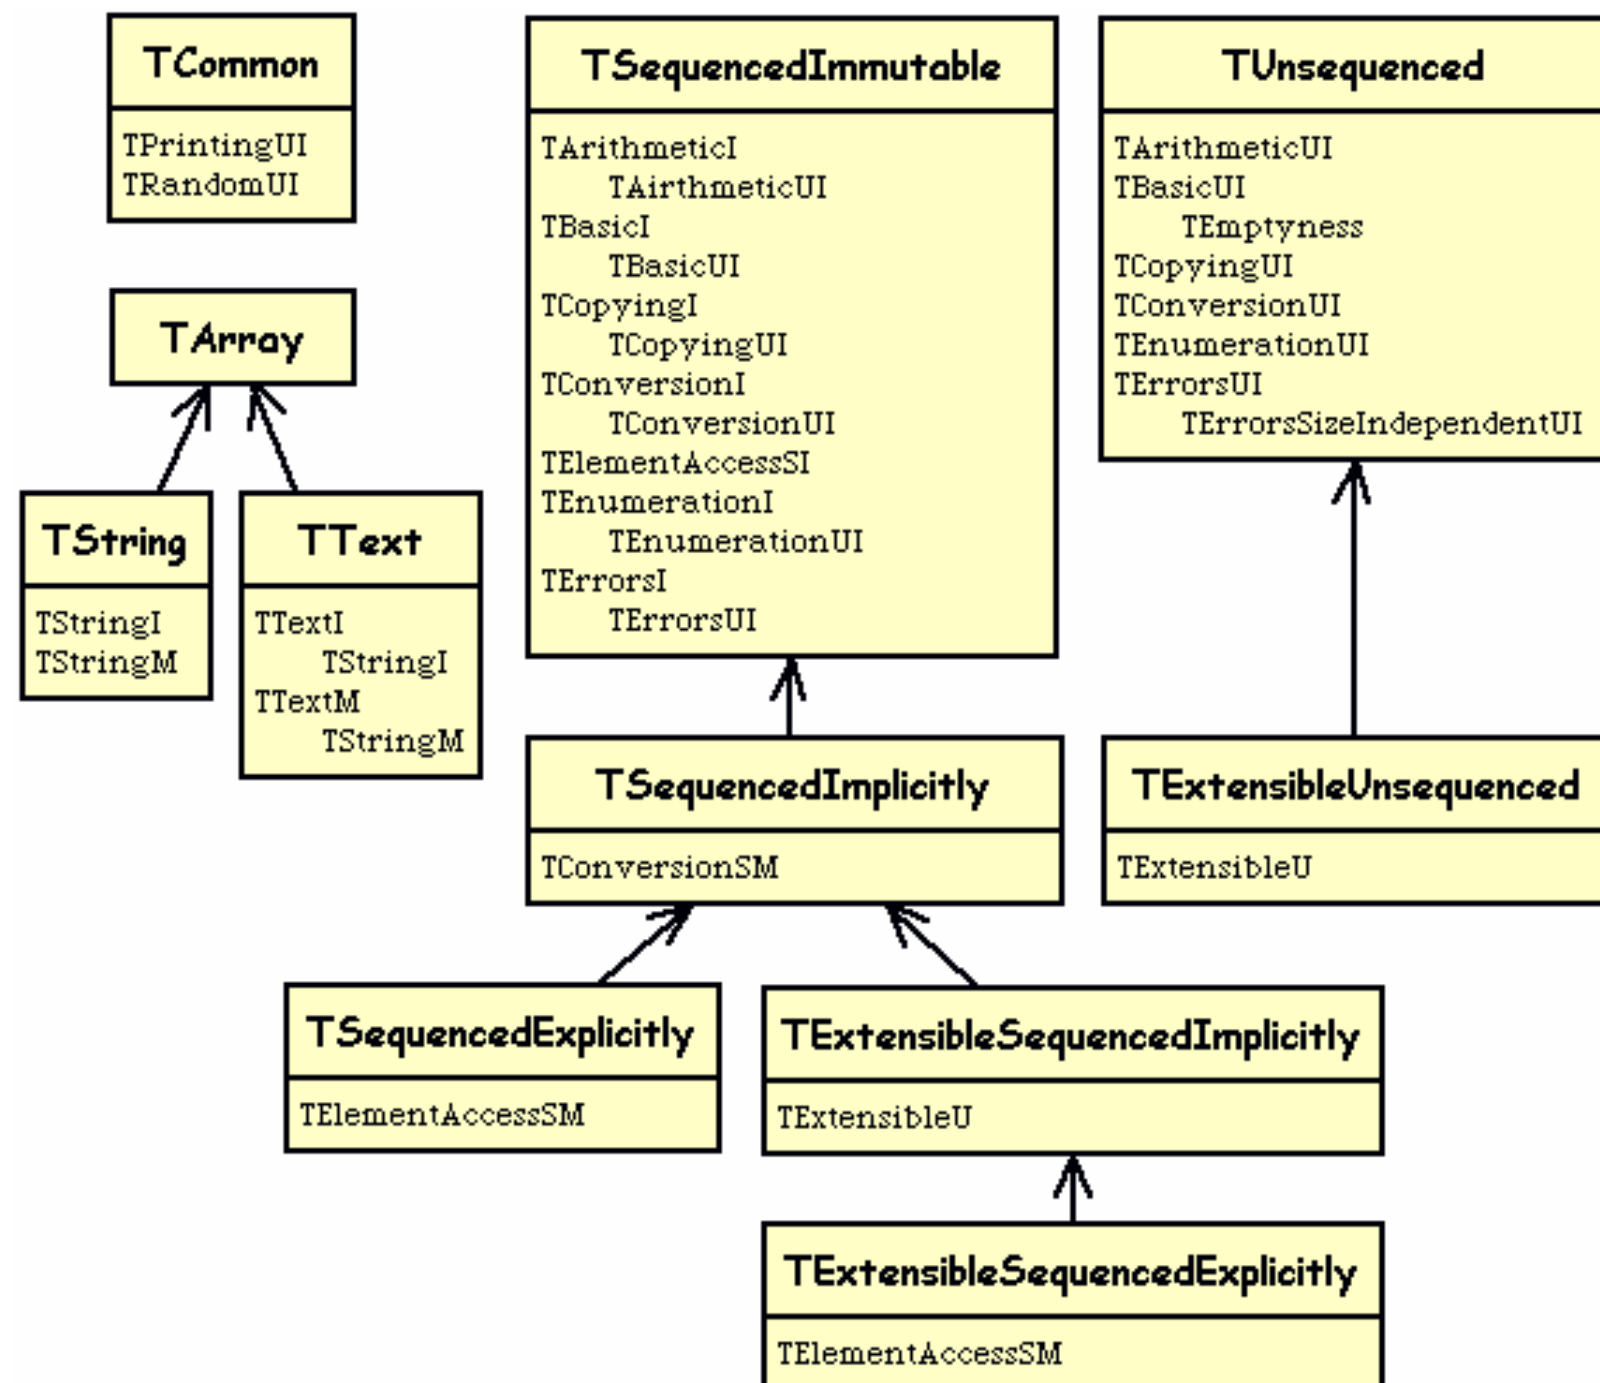 TCommon
TPrintingUI
TRandomUI
TArray
TString
TStringI
TStringM
TText
TTextI
TStringI
TTextM
TStringM
TSequencedImmutable
TArithmeticI
TAirthmeticUI
TBasicI
TBasicUI
TCopyingI
TCopyingUI
TConversionI
TConversionUI
TElementAccessSI
TEnumerationI
TEnumerationUI
TErrorsI
TErrorsUI
TUnsequenced
TArithmeticUI
TBasicUI
TEmptyness
TCopyingUI
TConversionUI
TEnumerationUI
TErrorsUI
TErrorsSizeIndependentUI
TSequencedImplicitly
TConversionSM
TExtensibleUnsequenced
TExtensibleU
TSequencedExplicitly
TElementAccessSM
TExtensibleSequencedImplicitly
TExtensibleU
TExtensibleSequencedExplicitly
TElementAccessSM